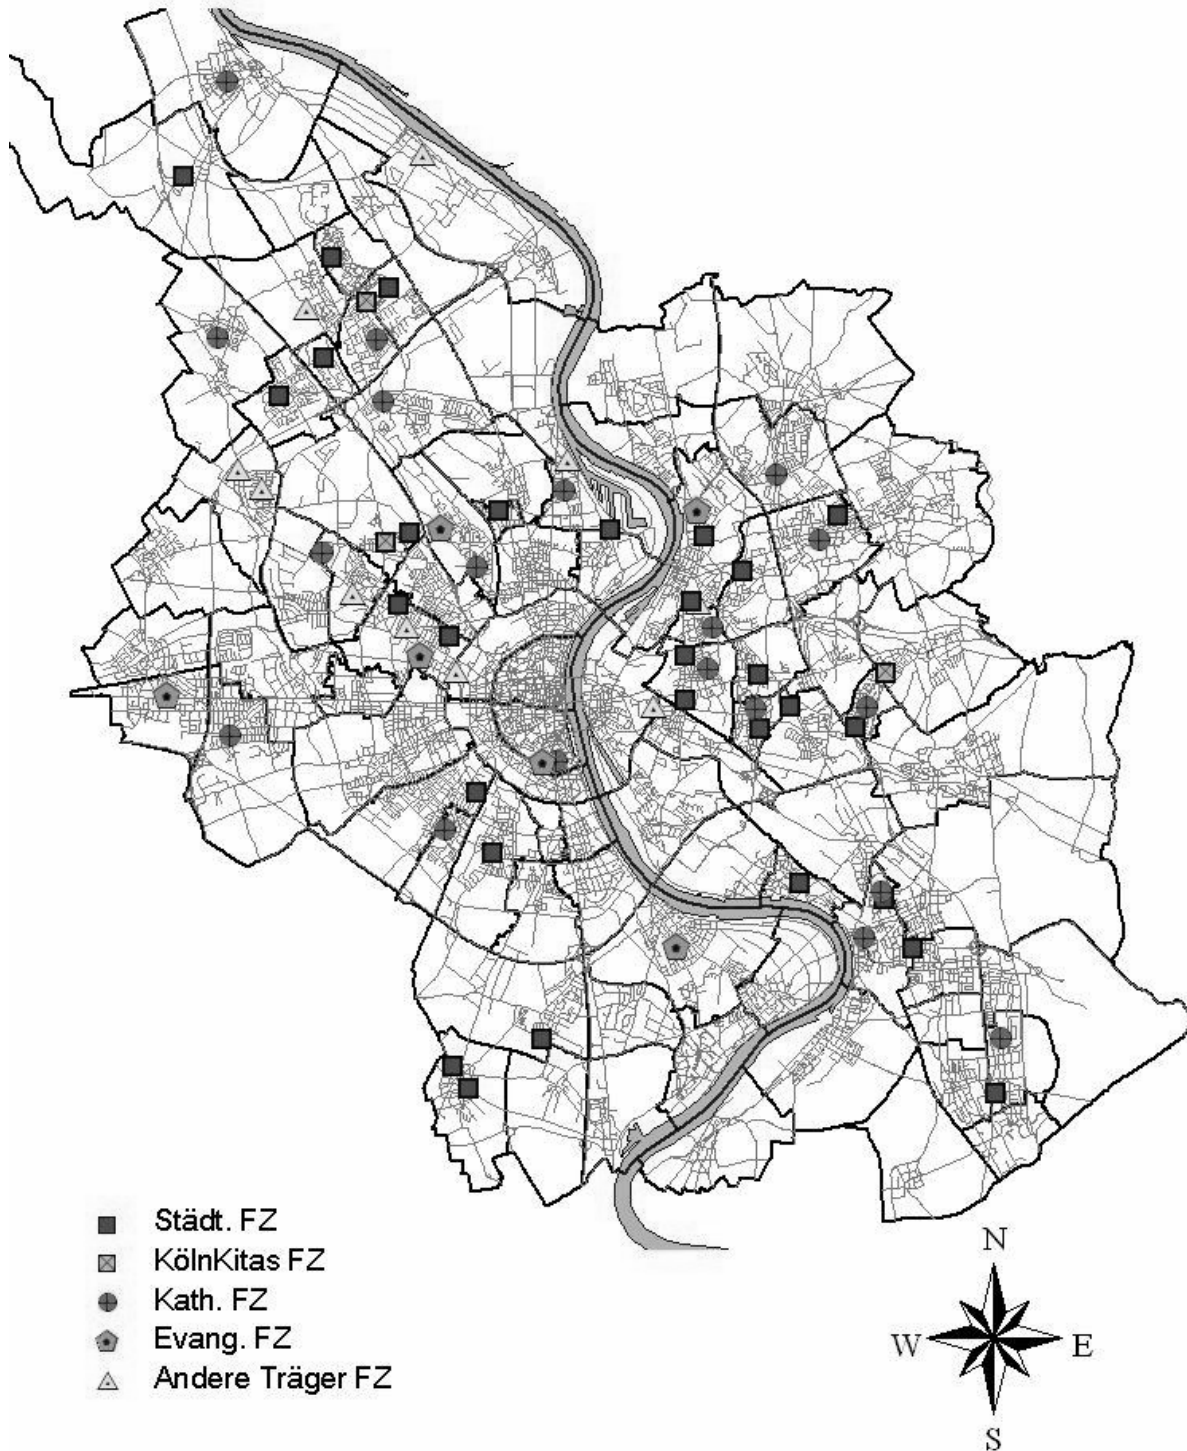 Städt. FZ
KölnKitas FZ
Kath. FZ
Evang. FZ
Andere Träger FZ
N
W E
S